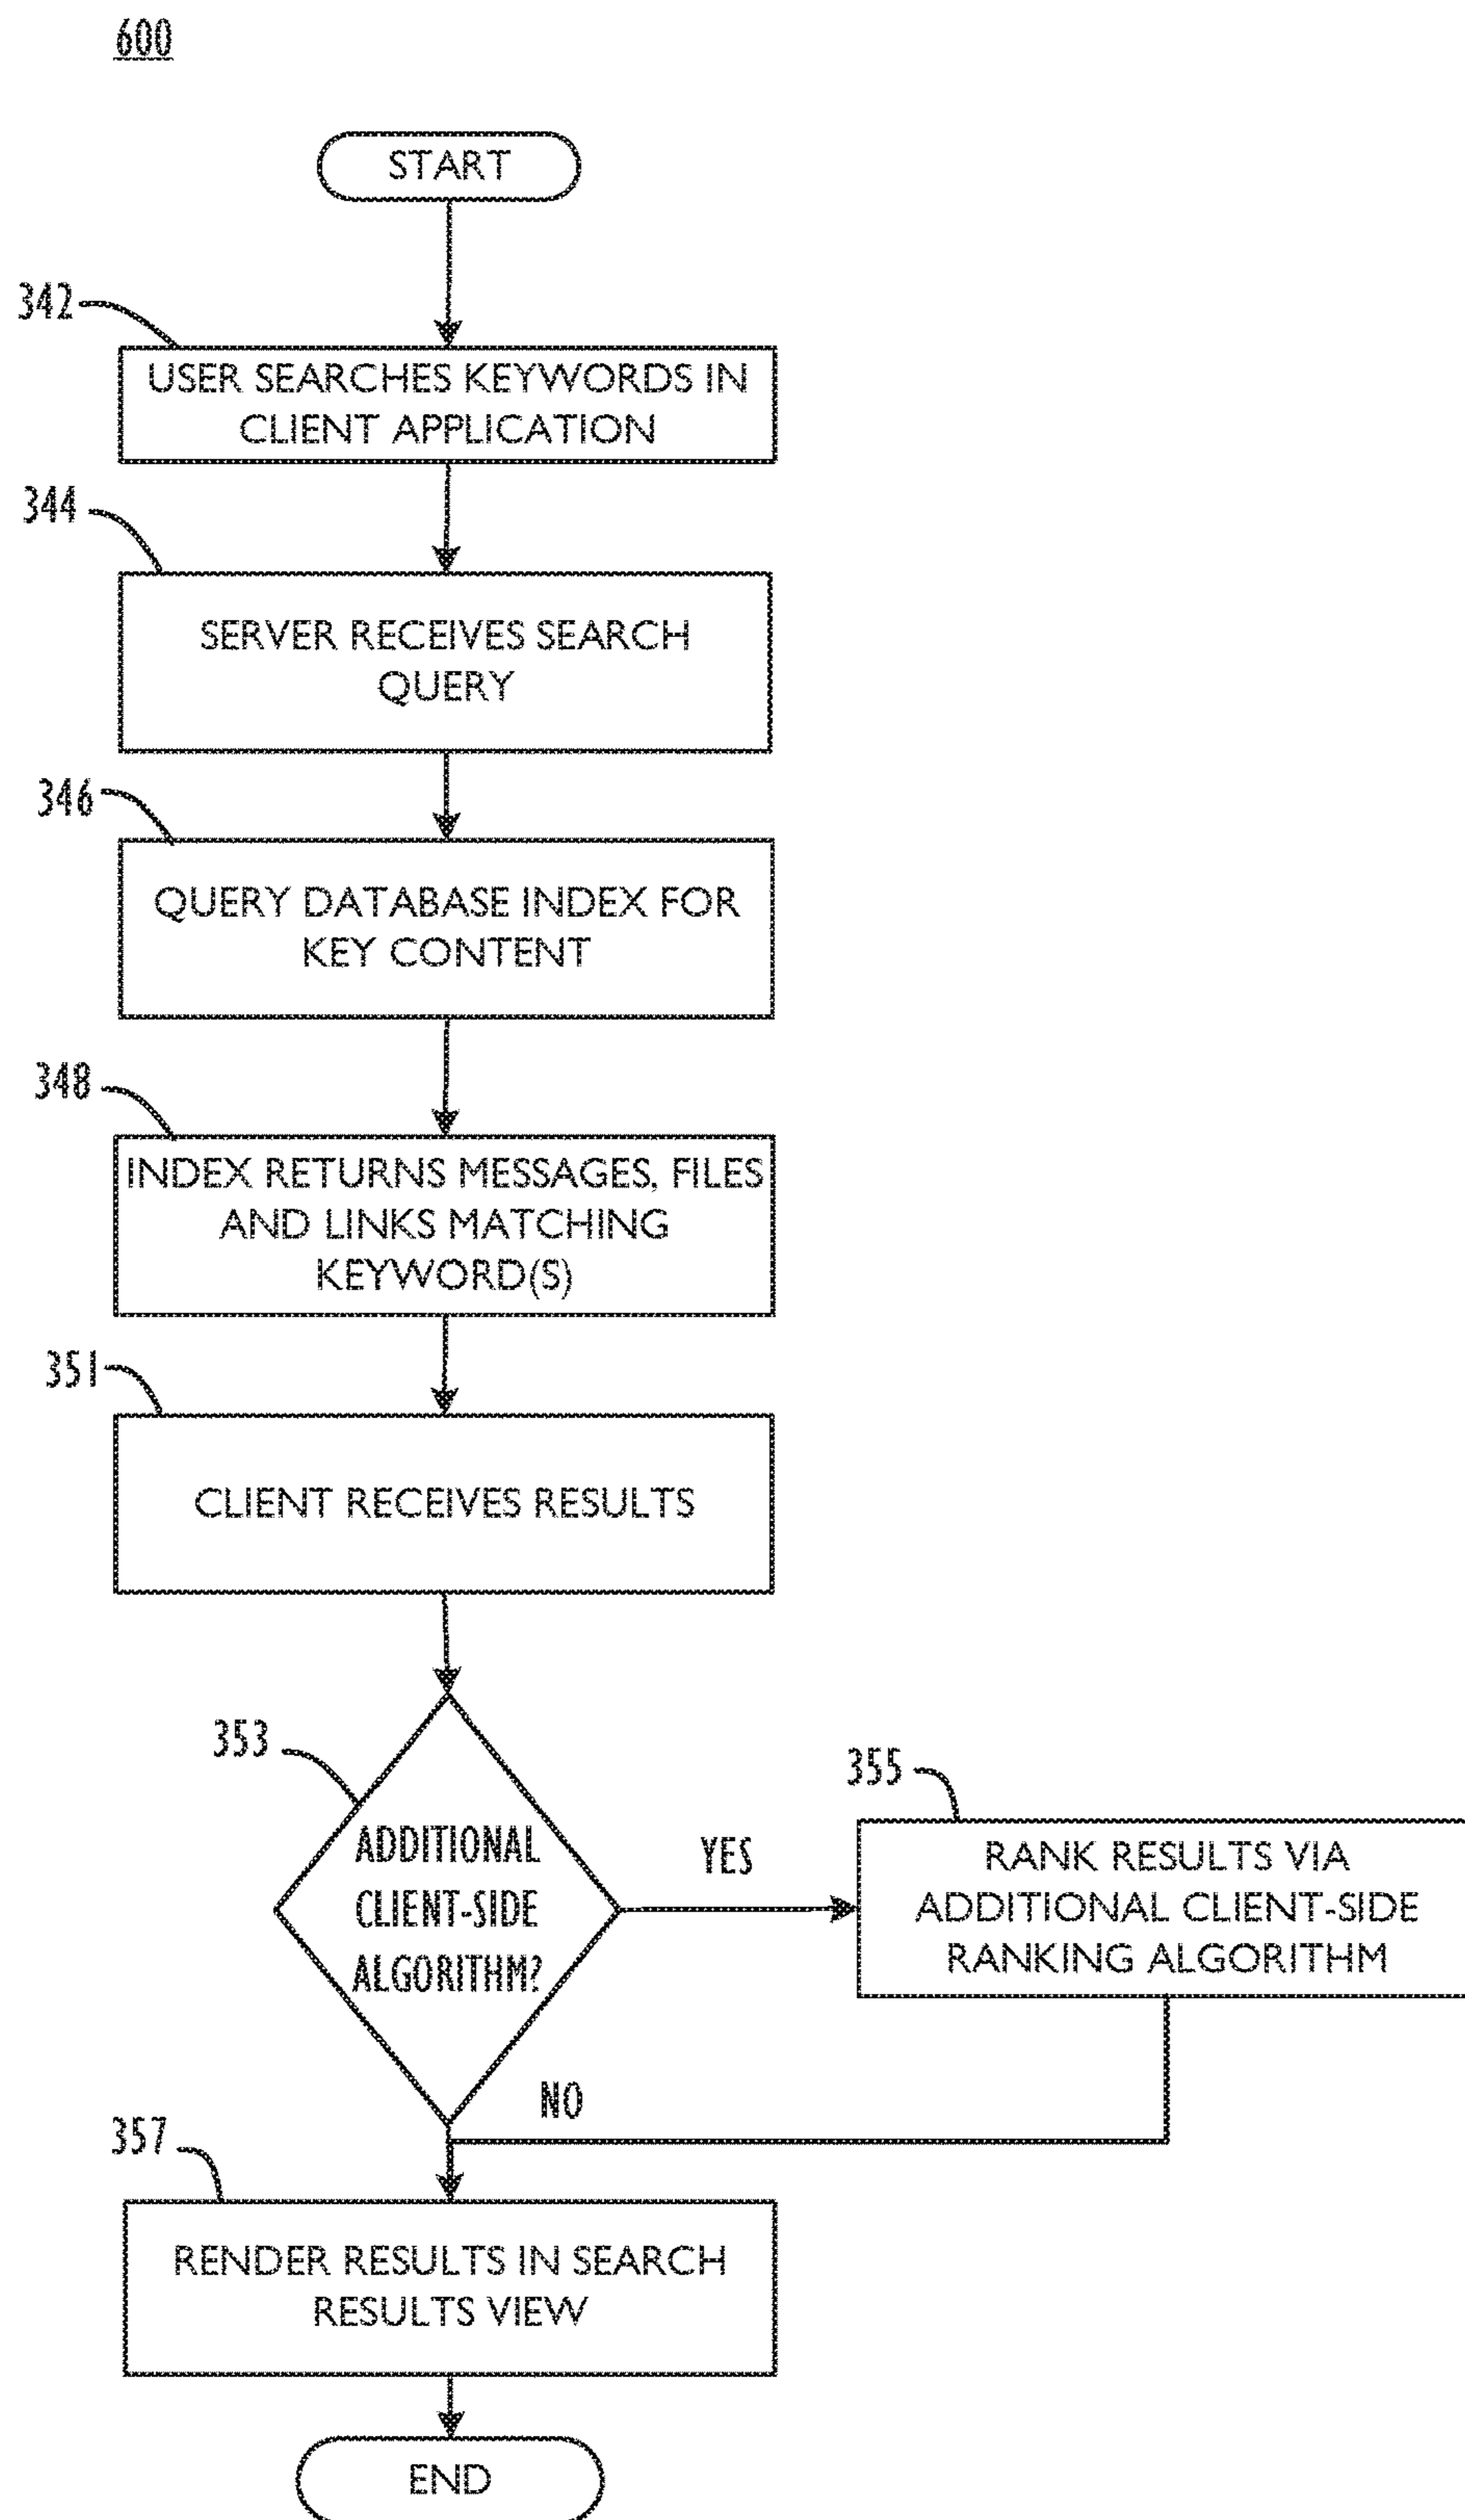 600
START
342
USER SEARCHES KEYWORDS IN
CLIENT APPLICATION
344
SERVER RECEIVES SEARCH
QUERY
346
QUERY DATABASE INDEX FOR
KEY CONTENT
348
INDEX RETURNS MESSAGES, FILES
AND LINKS MATCHING
KEYWORD(S)
351
CLIENT RECEIVES RESULTS
353
ADDITIONAL
CLIENT-SIDE
ALGORITHM?
YES
355
RANK RESULTS VIA
ADDITIONAL CLIENT-SIDE
RANKING ALGORITHM
NO
357
RENDER RESULTS IN SEARCH
RESULTS VIEW
END